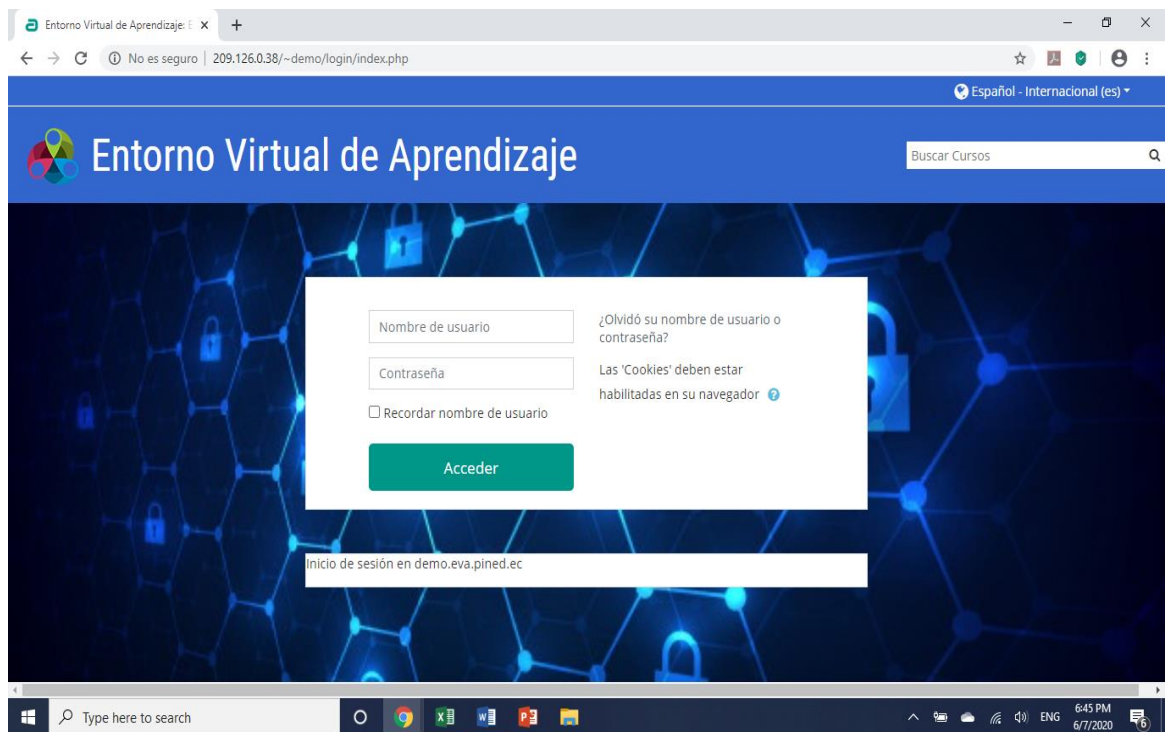 Entorno Virtual de Aprendizaje: E
No es seguro | 209.126.0.38/~demo/login/index.php
Español - Internacional (es)
Entorno Virtual de Aprendizaje
Buscar Cursos
Nombre de usuario
Contraseña
Recordar nombre de usuario
Acceder
¿Olvidó su nombre de usuario o
contraseña?
Las 'Cookies' deben estar
habilitadas en su navegador
Inicio de sesión en demo.eva.pined.ec
Type here to search
ENG
6:45 PM
6/7/2020
6